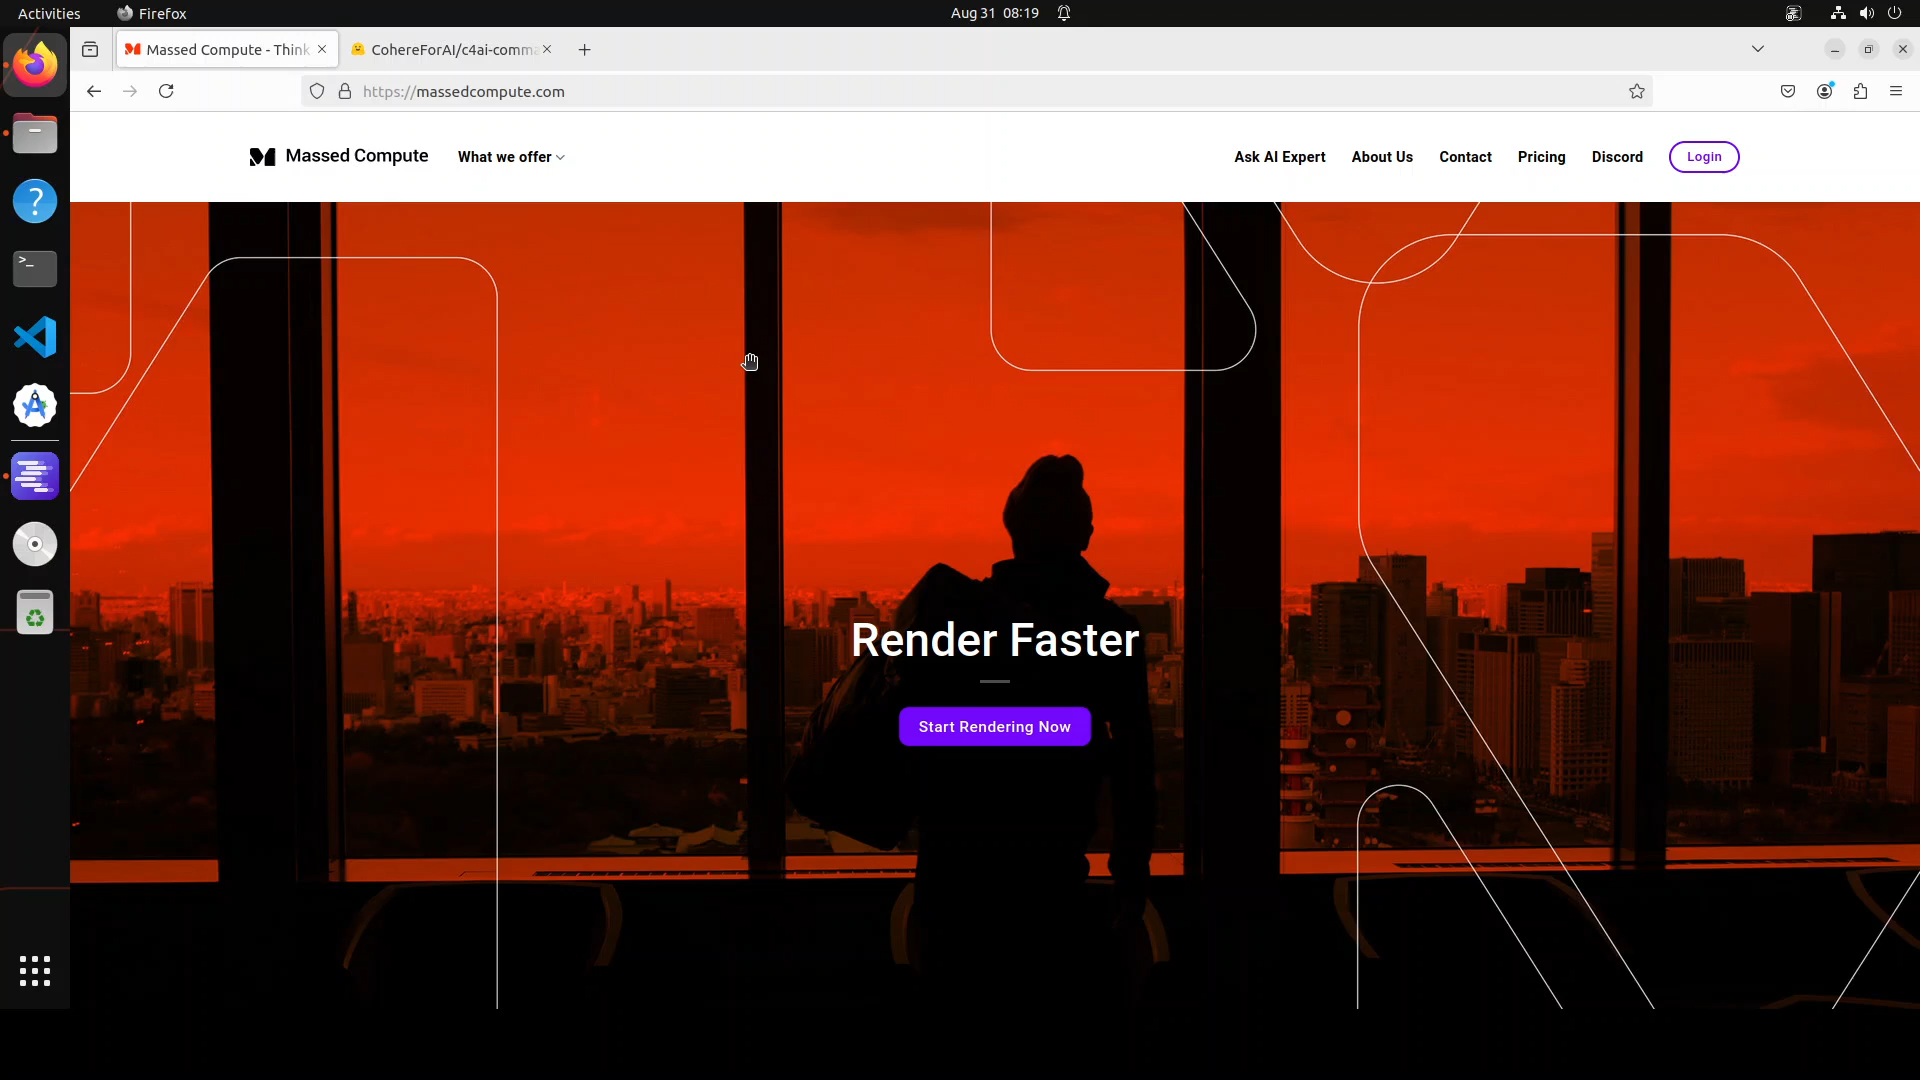 Activities
Firefox
Aug 31 08:19
Massed Compute - Think
CohereForAI/c4ai-comma
https://massedcompute.com
Massed Compute
What we offer
Ask AI Expert
About Us
Contact
Pricing
Discord
Login
Render Faster
Start Rendering Now